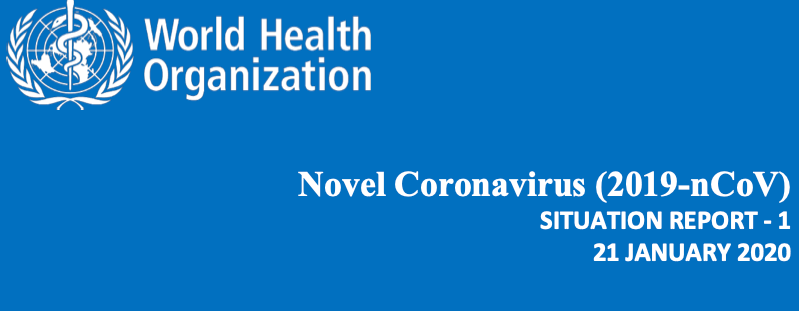 World Health
Organization
Novel Coronavirus (2019-nCoV)
SITUATION REPORT - 1
21 JANUARY 2020